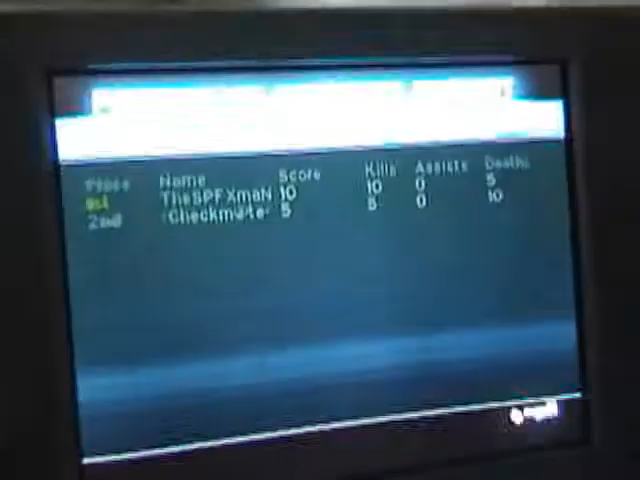 Place Name Score Kills Assists Deaths
1st TheSPFXmaN 10 10 0 5
2nd :Checkmate: 5 5 0 10